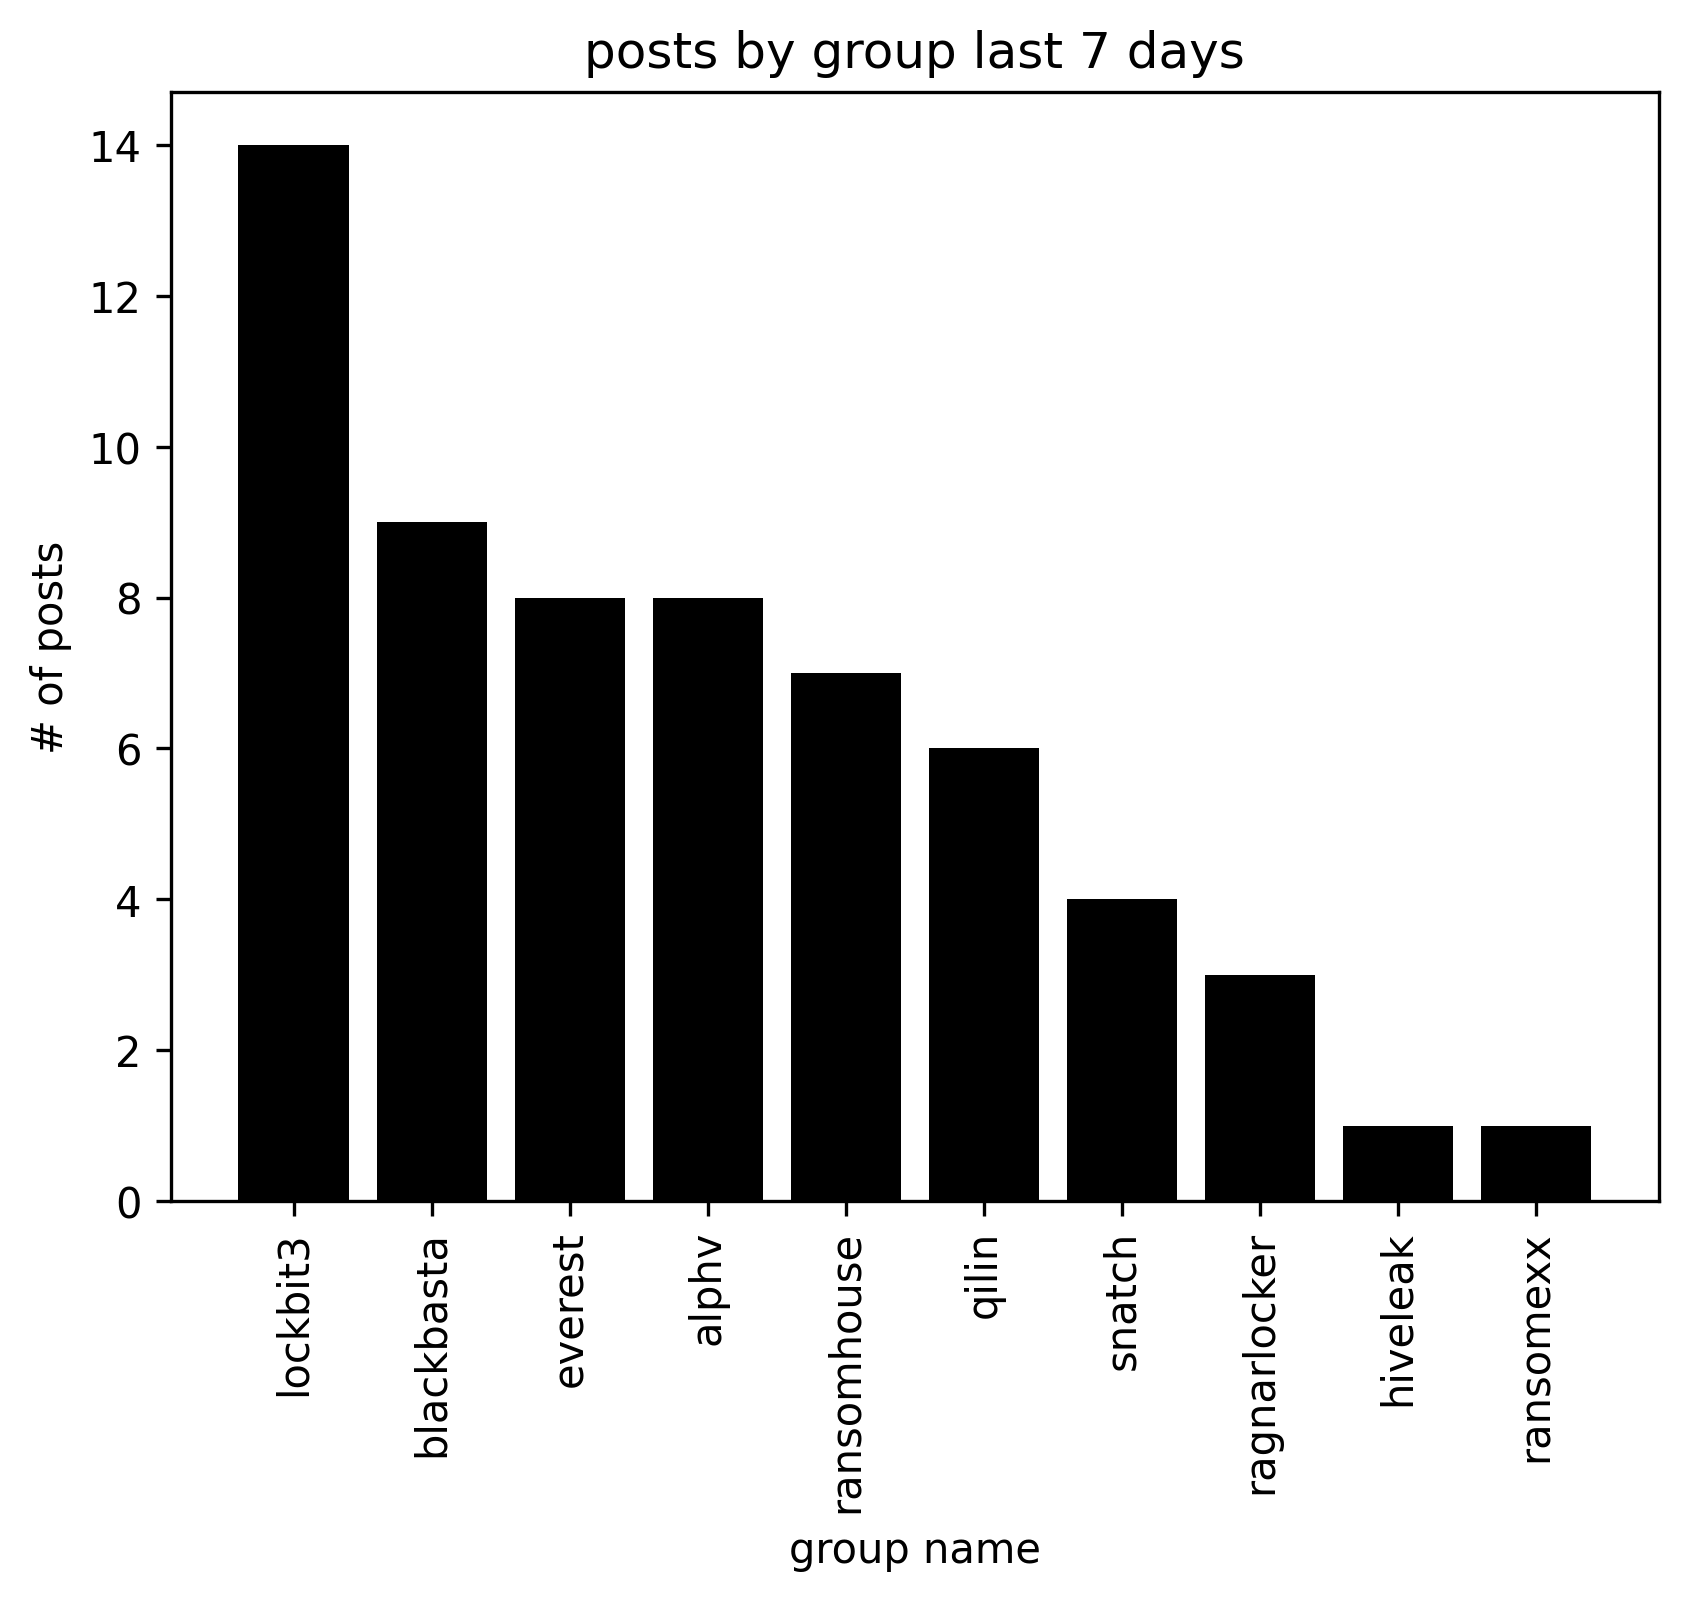 posts by group last 7 days
# of posts
14
12
10
8
6
4
2
0
lockbit3
blackbasta
everest
alphv
ransomhouse
qilin
snatch
ragnarlocker
hiveleak
ransomexx
group name